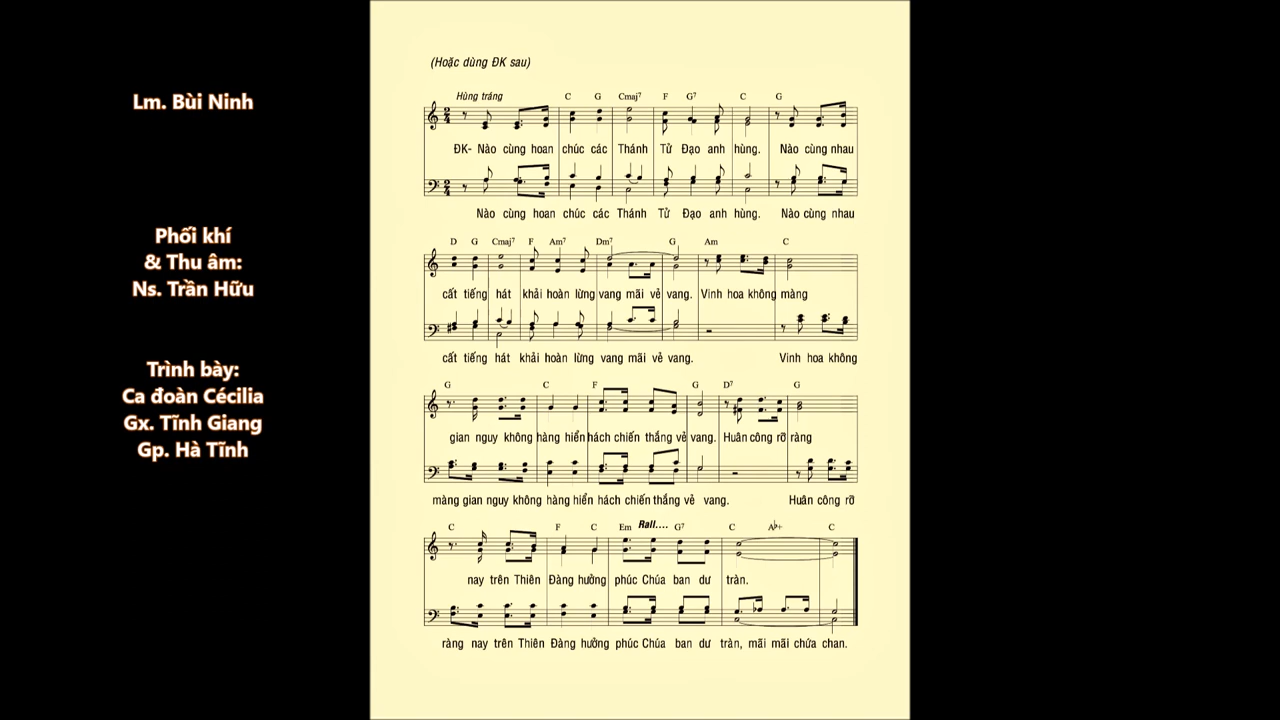 Lm. Bùi Ninh
Phối khí
& Thu âm:
Ns. Trần Hữu
Trình bày:
Ca đoàn Cécilia
Gx. Tĩnh Giang
Gp. Hà Tĩnh
(Hoặc dùng ĐK sau)
Hùng tráng C G Cmaj7 F G7 C G
ĐK- Nào cùng hoan chúc các Thánh Tử Đạo anh hùng. Nào cùng nhau
Nào cùng hoan chúc các Thánh Tử Đạo anh hùng. Nào cùng nhau
D G Cmaj7 F Am7 Dm7 G Am C
cất tiếng hát khải hoàn lừng vang mãi vẻ vang. Vinh hoa không màng
cất tiếng hát khải hoàn lừng vang mãi vẻ vang. Vinh hoa không
G C F G D7 G
gian nguy không hàng hiển hách chiến thắng vẻ vang. Huân công rỡ ràng
màng gian nguy không hàng hiển hách chiến thắng vẻ vang. Huân công rỡ
C F C Em Rall.... G7 C A♭+ C
nay trên Thiên Đàng hưởng phúc Chúa ban dư tràn.
ràng nay trên Thiên Đàng hưởng phúc Chúa ban dư tràn, mãi mãi chứa chan.